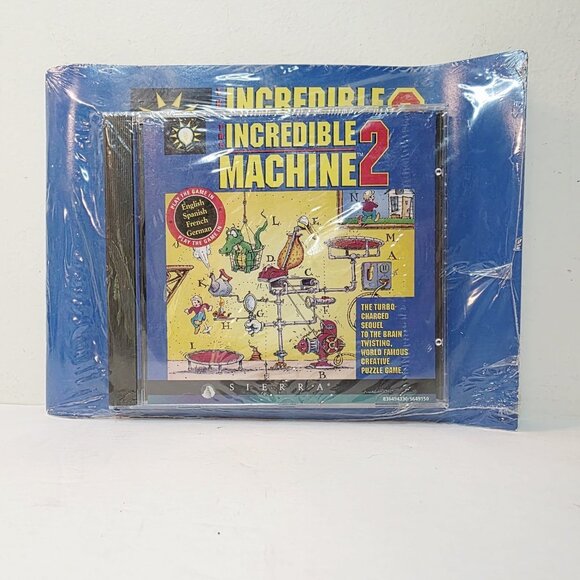 INCREDIBLE
INCREDIBLE
MACHINE™ 2
PLAY THE GAME IN
English
Spanish
French
German
PLAY THE GAME IN
L
F
N
J
M
D
C
A
K
G
E
H
I
B
THE TURBO-
CHARGED
SEQUEL
TO THE BRAIN
TWISTING,
WORLD FAMOUS
CREATIVE
PUZZLE GAME.
SIERRA®